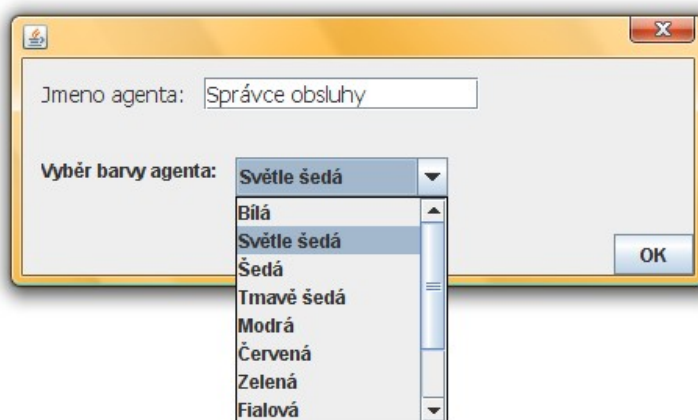 Jmeno agenta: Správce obsluhy
Vyběr barvy agenta: Světle šedá
Bílá
Světle šedá
Šedá
Tmavě šedá
Modrá
Červená
Zelená
Fialová
OK